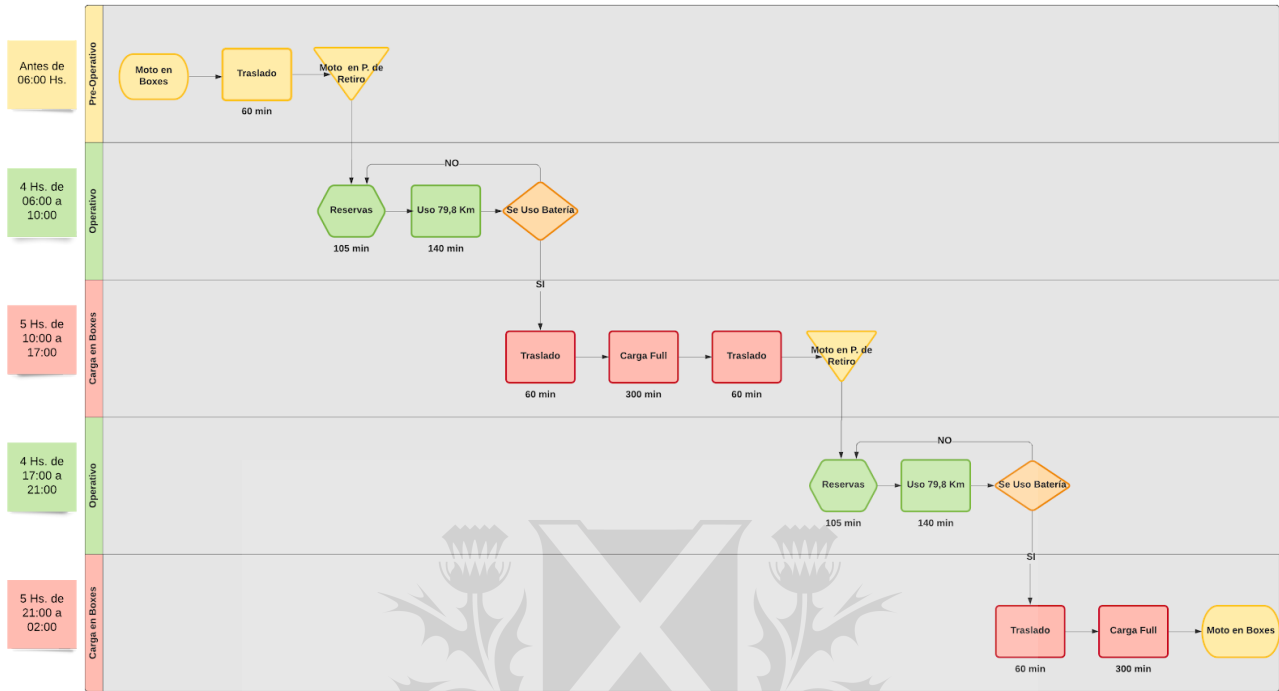 Antes de
06:00 Hs.
Pre-Operativo
Moto en
Boxes
Traslado
60 min
Moto en P. de
Retiro
4 Hs. de
06:00 a
10:00
Operativo
NO
Reservas
105 min
Uso 79,8 Km
140 min
Se Uso Batería
SI
5 Hs. de
10:00 a
17:00
Carga en Boxes
Traslado
60 min
Carga Full
300 min
Traslado
60 min
Moto en P. de
Retiro
4 Hs. de
17:00 a
21:00
Operativo
NO
Reservas
105 min
Uso 79,8 Km
140 min
Se Uso Batería
SI
5 Hs. de
21:00 a
02:00
Carga en Boxes
Traslado
60 min
Carga Full
300 min
Moto en Boxes